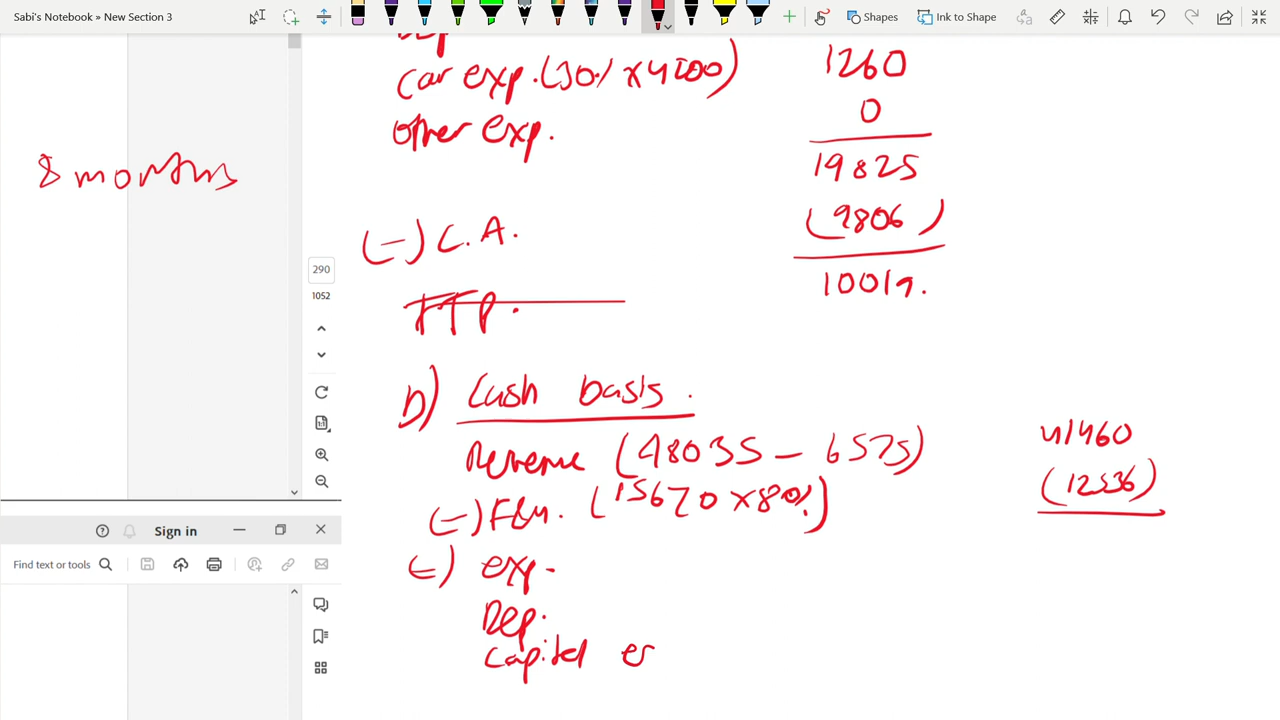 Sabi's Notebook » New Section 3
Shapes
Ink to Shape
Car exp. (30% x 4200) 1260
Other exp. 0
19825
8 months
(-) C.A. (9806)
10019.
290
1052
TTP.
D) Cash basis.
Revenue (48035 - 6575) 41460
(-) F&M. (15670 x 80%) (12536)
(-) exp.
Dep.
Capital
Sign in
Find text or tools